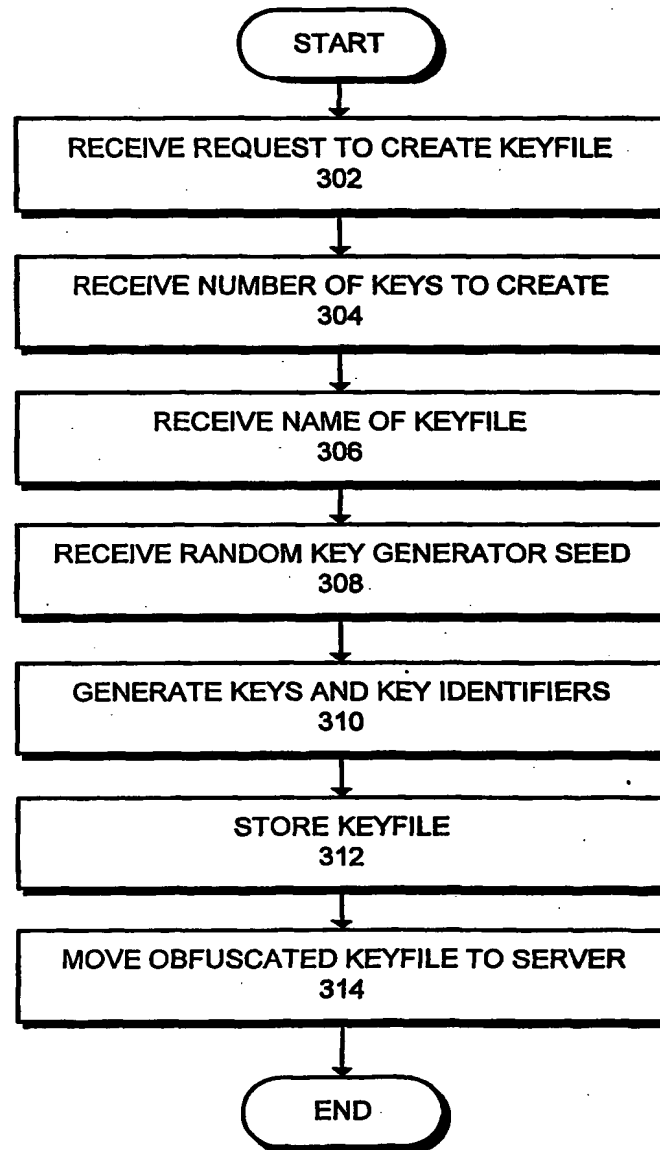 START
RECEIVE REQUEST TO CREATE KEYFILE
302
RECEIVE NUMBER OF KEYS TO CREATE
304
RECEIVE NAME OF KEYFILE
306
RECEIVE RANDOM KEY GENERATOR SEED
308
GENERATE KEYS AND KEY IDENTIFIERS
310
STORE KEYFILE
312
MOVE OBFUSCATED KEYFILE TO SERVER
314
END